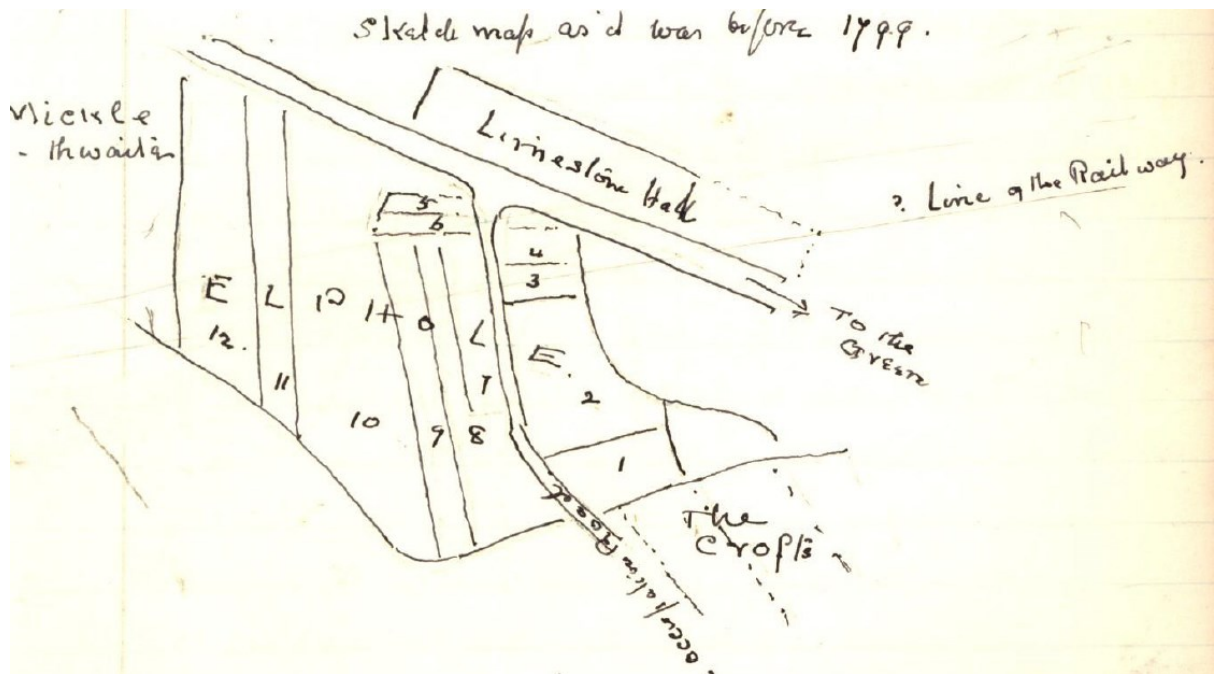 Sketch map as it was before 1799.
Mickle
- thwaites
Limestone Hall
? Line of the Railway.
To the
Green
5
6
4
3
E L P H O L E.
12.
11
10
9
8
7
2
1
The
Crofts
occupation Road